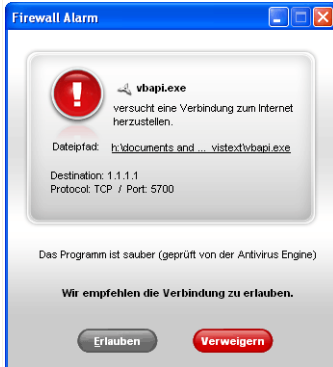 Firewall Alarm
vbapi.exe
versucht eine Verbindung zum Internet
herzustellen.
Dateipfad: h:\documents and ... vistext\vbapi.exe
Destination: 1.1.1.1
Protocol: TCP / Port: 5700
Das Programm ist sauber (geprüft von der Antivirus Engine)
Wir empfehlen die Verbindung zu erlauben.
Erlauben Verweigern